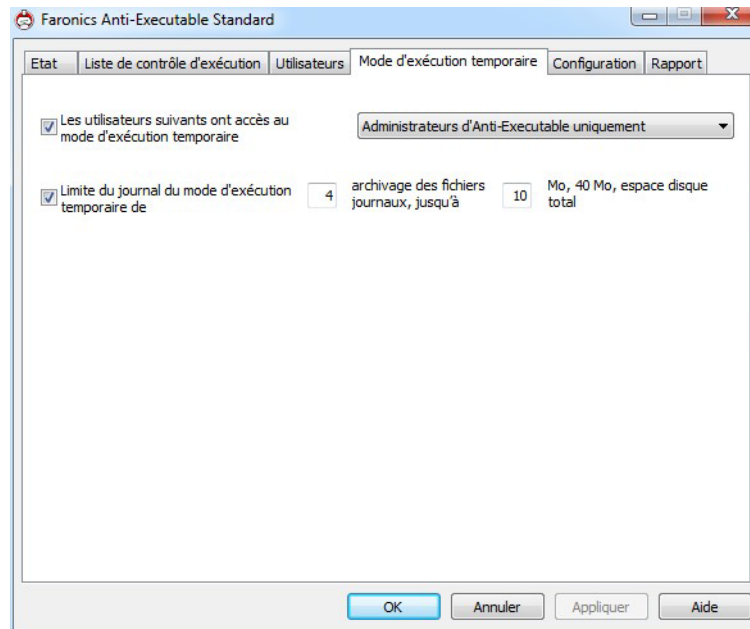 Faronics Anti-Executable Standard
Etat Liste de contrôle d'exécution Utilisateurs Mode d'exécution temporaire Configuration Rapport
Les utilisateurs suivants ont accès au
mode d'exécution temporaire
Administrateurs d'Anti-Executable uniquement
Limite du journal du mode d'exécution
temporaire de
4
archivage des fichiers
journaux, jusqu'à
10
Mo, 40 Mo, espace disque
total
OK Annuler Appliquer Aide